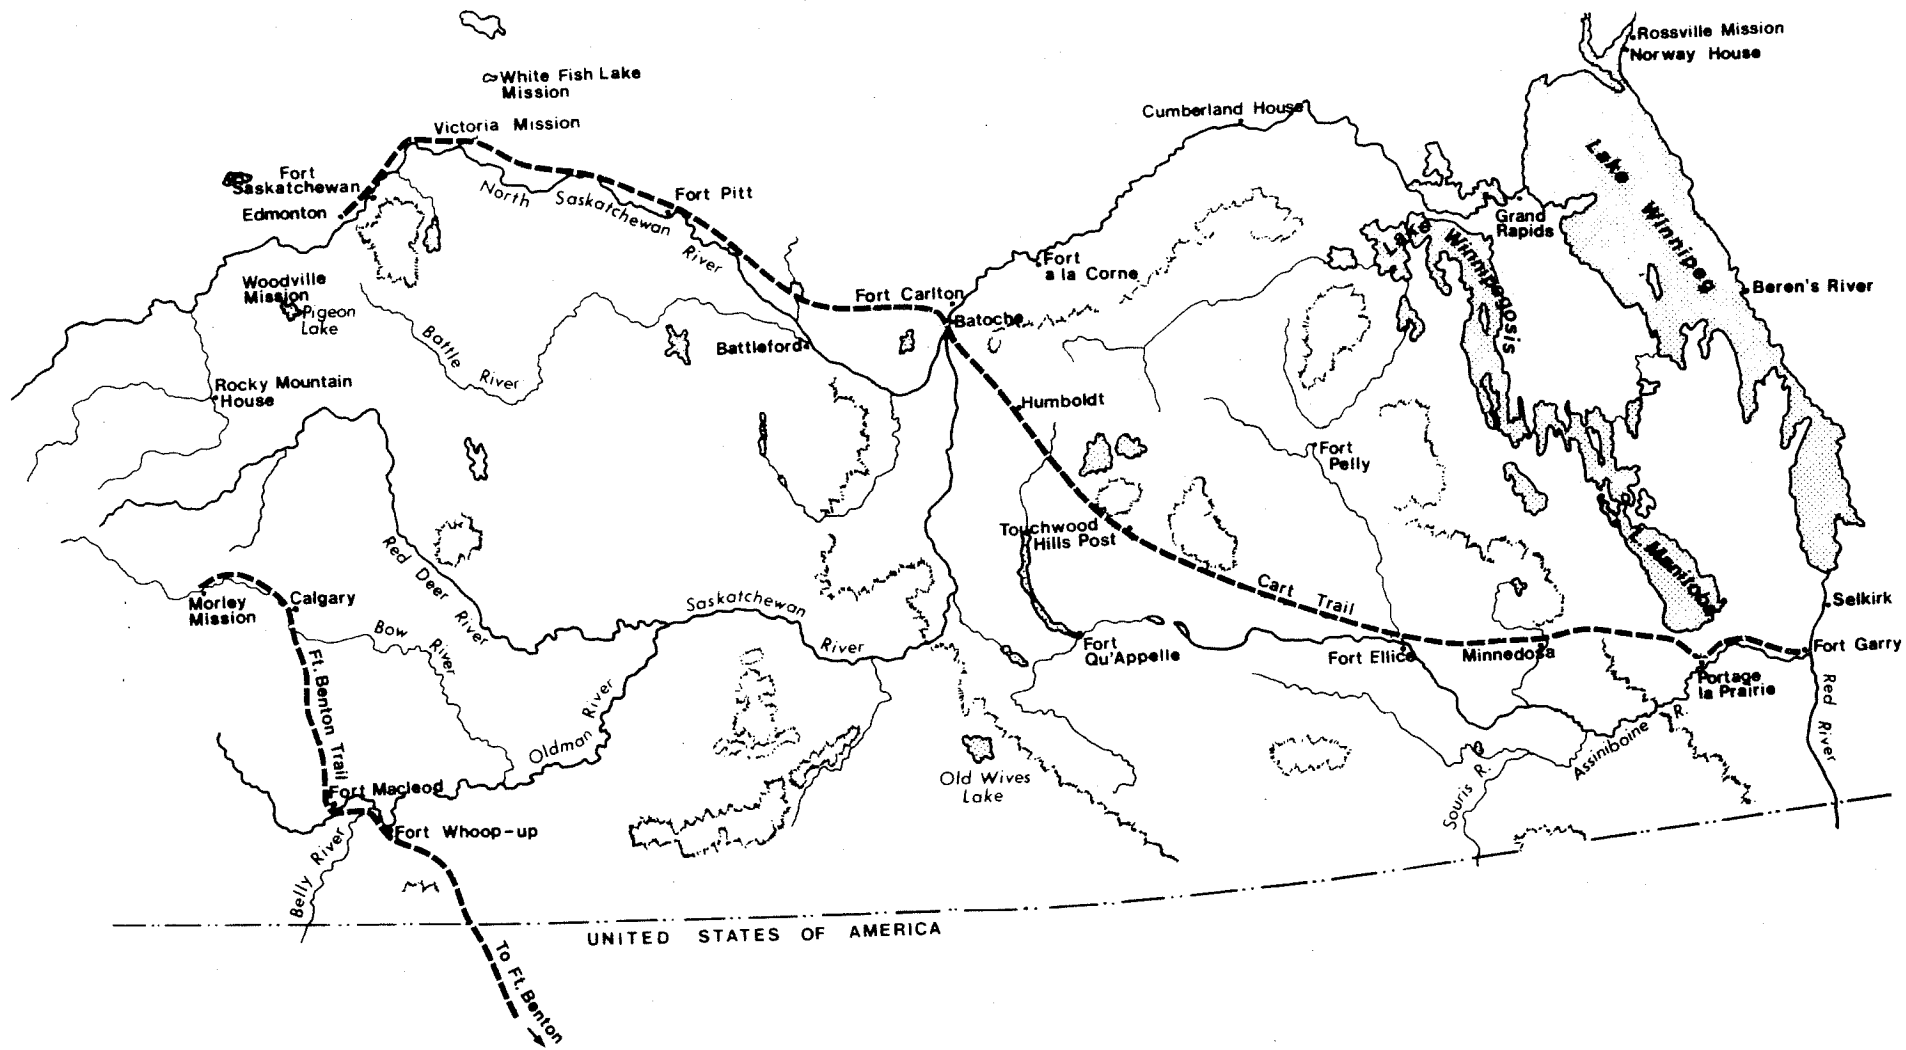 Rossville Mission
Norway House
White Fish Lake
Mission
Victoria Mission
Cumberland House
Fort
Saskatchewan
Edmonton
North Saskatchewan
River
Fort Pitt
Lake Winnipeg
Grand
Rapids
Lake Winnipegosis
Fort
a la Corne
Woodville
Mission
Pigeon
Lake
Fort Carlton
Batoche
Beren's River
Battle
River
Battleford
Rocky Mountain
House
Humboldt
Fort
Pelly
Touchwood
Hills Post
Red Deer River
L. Manitoba
Cart Trail
Morley
Mission
Calgary
Saskatchewan
River
Selkirk
Bow
River
Fort
Qu'Appelle
Fort Ellice
Minnedosa
Fort Garry
Portage
la Prairie
Red River
Ft. Benton Trail
Oldman River
Assiniboine R.
Souris R.
Old Wives
Lake
Fort Macleod
Fort Whoop-up
Belly River
UNITED STATES OF AMERICA
To Ft. Benton